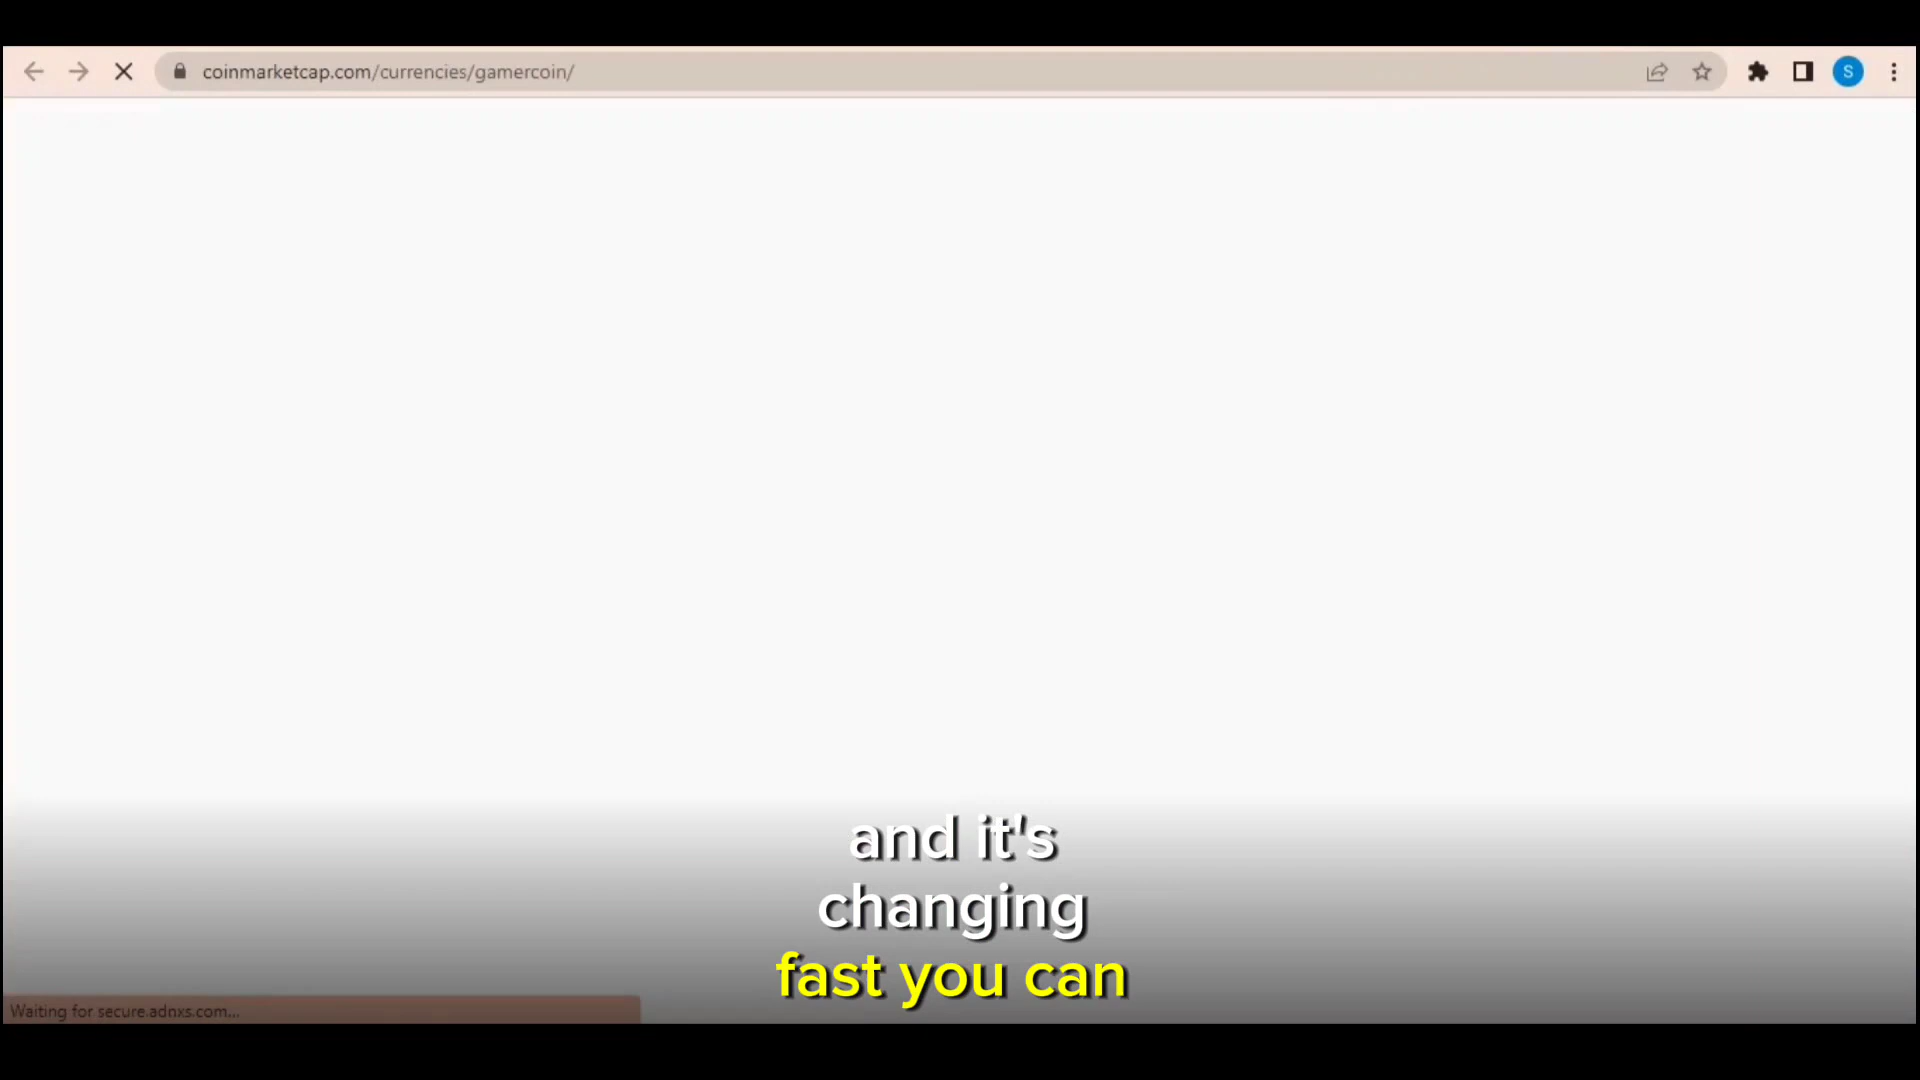 coinmarketcap.com/currencies/gamercoin/
S
and it's
changing
fast you can
Waiting for secure.adnxs.com...